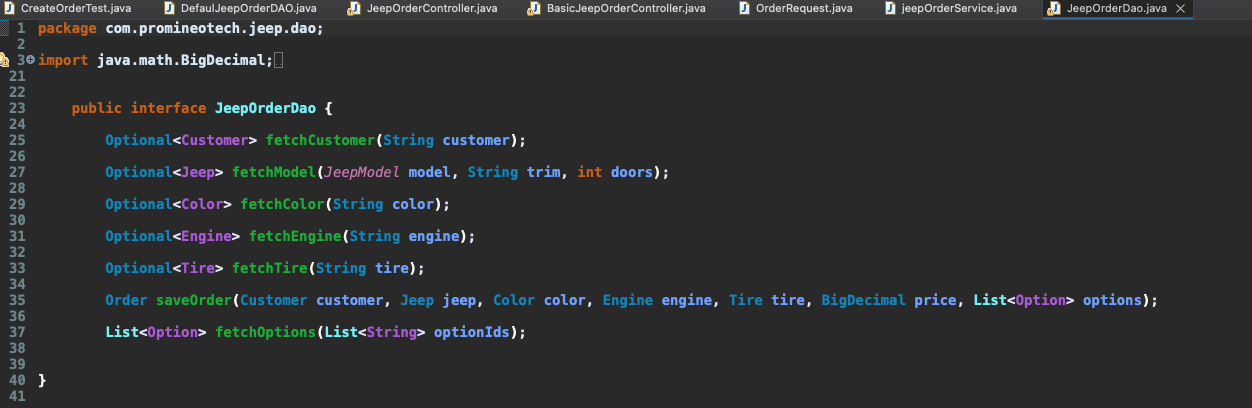 CreateOrderTest.java DefaulJeepOrderDAO.java JeepOrderController.java BasicJeepOrderController.java OrderRequest.java jeepOrderService.java JeepOrderDao.java
1 package com.promineotech.jeep.dao;
2
3 import java.math.BigDecimal;
21
22
23 public interface JeepOrderDao {
24
25 Optional<Customer> fetchCustomer(String customer);
26
27 Optional<Jeep> fetchModel(JeepModel model, String trim, int doors);
28
29 Optional<Color> fetchColor(String color);
30
31 Optional<Engine> fetchEngine(String engine);
32
33 Optional<Tire> fetchTire(String tire);
34
35 Order saveOrder(Customer customer, Jeep jeep, Color color, Engine engine, Tire tire, BigDecimal price, List<Option> options);
36
37 List<Option> fetchOptions(List<String> optionIds);
38
39
40 }
41